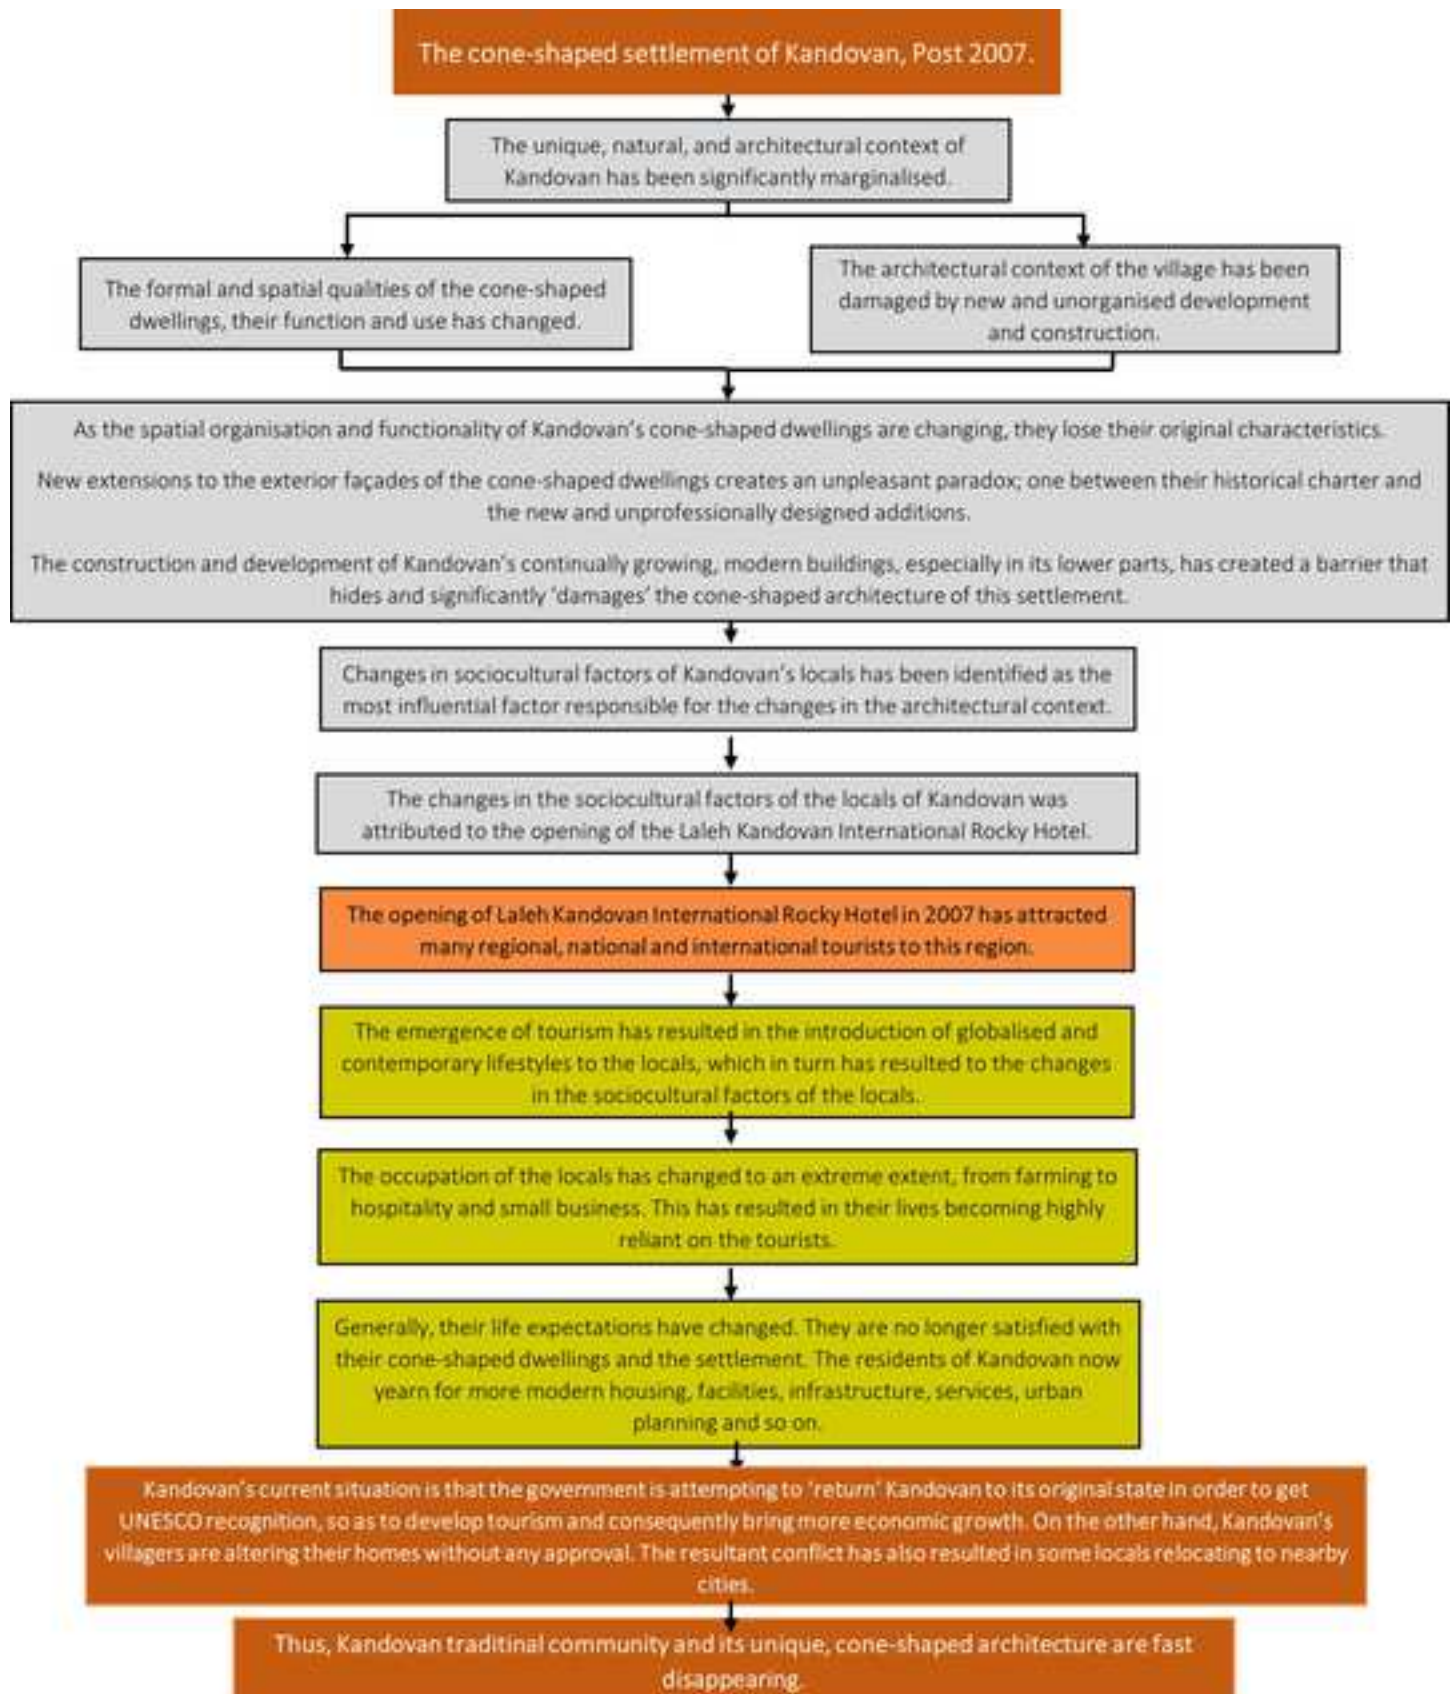 The cone-shaped settlement of Kandovan, Post 2007.
The unique, natural, and architectural context of
Kandovan has been significantly marginalised.
The formal and spatial qualities of the cone-shaped
dwellings, their function and use has changed.
The architectural context of the village has been
damaged by new and unorganised development
and construction.
As the spatial organisation and functionality of Kandovan's cone-shaped dwellings are changing, they lose their original characteristics.
New extensions to the exterior façades of the cone-shaped dwellings creates an unpleasant paradox; one between their historical charter and
the new and unprofessionally designed additions.
The construction and development of Kandovan's continually growing, modern buildings, especially in its lower parts, has created a barrier that
hides and significantly 'damages' the cone-shaped architecture of this settlement.
Changes in sociocultural factors of Kandovan's locals has been identified as the
most influential factor responsible for the changes in the architectural context.
The changes in the sociocultural factors of the locals of Kandovan was
attributed to the opening of the Laleh Kandovan International Rocky Hotel.
The opening of Laleh Kandovan International Rocky Hotel in 2007 has attracted
many regional, national and international tourists to this region.
The emergence of tourism has resulted in the introduction of globalised and
contemporary lifestyles to the locals, which in turn has resulted to the changes
in the sociocultural factors of the locals.
The occupation of the locals has changed to an extreme extent, from farming to
hospitality and small business. This has resulted in their lives becoming highly
reliant on the tourists.
Generally, their life expectations have changed. They are no longer satisfied with
their cone-shaped dwellings and the settlement. The residents of Kandovan now
yearn for more modern housing, facilities, infrastructure, services, urban
planning and so on.
Kandovan's current situation is that the government is attempting to 'return' Kandovan to its original state in order to get
UNESCO recognition, so as to develop tourism and consequently bring more economic growth. On the other hand, Kandovan's
villagers are altering their homes without any approval. The resultant conflict has also resulted in some locals relocating to nearby
cities.
Thus, Kandovan traditinal community and its unique, cone-shaped architecture are fast
disappearing.